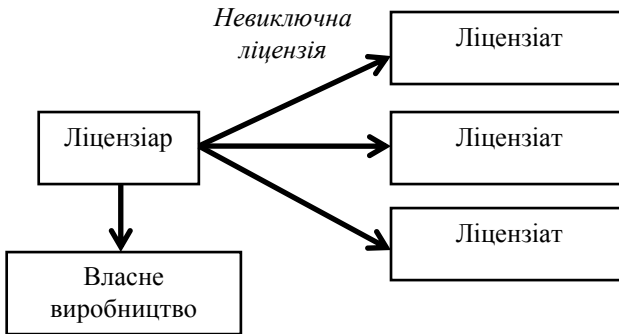 Невиключна
ліцензія
Ліцензіат
Ліцензіар
Ліцензіат
Ліцензіат
Власне
виробництво